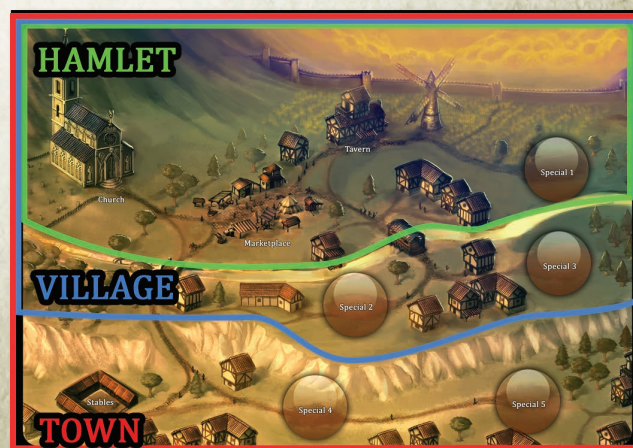 HAMLET
Tavern
Special 1
Church
Marketplace
Special 3
VILLAGE
Special 2
Stables
Special 4
Special 5
TOWN